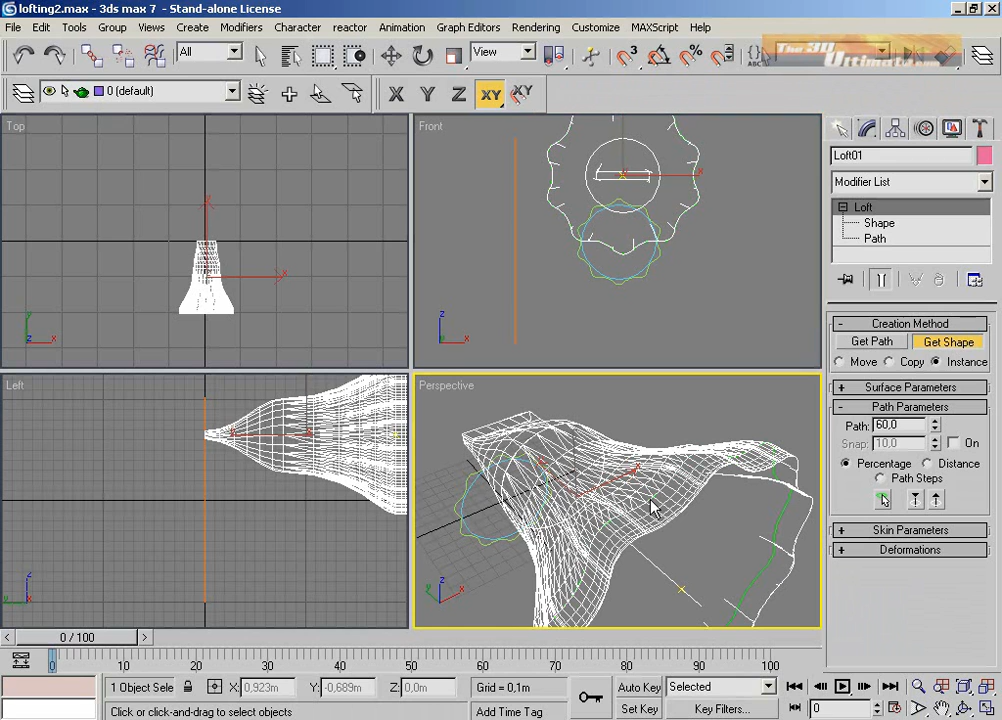 lofting2.max - 3ds max 7 - Stand-alone License
File Edit Tools Group Views Create Modifiers Character reactor Animation Graph Editors Rendering Customize MAXScript Help
All View The 3D Ultimate.com
0 (default) X Y Z XY XY
Top Front
Loft01
Modifier List
Loft
Shape
Path
Creation Method
Get Path Get Shape
Move Copy Instance
Left Perspective
Surface Parameters
Path Parameters
Path: 60,0
Snap: 10,0 On
Percentage Distance
Path Steps
Skin Parameters
Deformations
0 / 100
0 10 20 30 40 50 60 70 80 90 100
1 Object Sele X: 0,923m Y: -0,689m Z: 0,0m Grid = 0,1m Auto Key Selected
Click or click-and-drag to select objects Add Time Tag Set Key Key Filters... 0